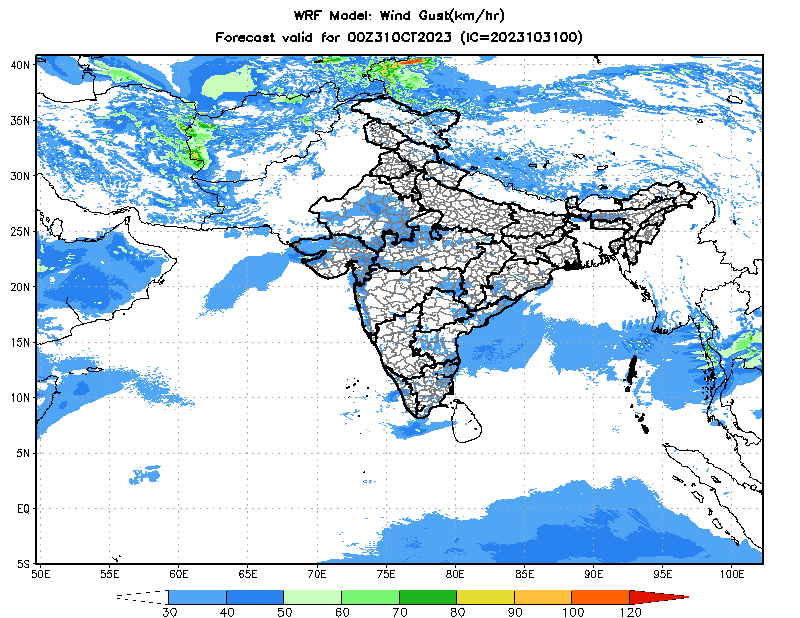 WRF Model: Wind Gust(km/hr)
Forecast valid for 00Z31OCT2023 (IC=2023103100)
40N
35N
30N
25N
20N
15N
10N
5N
EQ
5S
50E 55E 60E 65E 70E 75E 80E 85E 90E 95E 100E
30 40 50 60 70 80 90 100 120